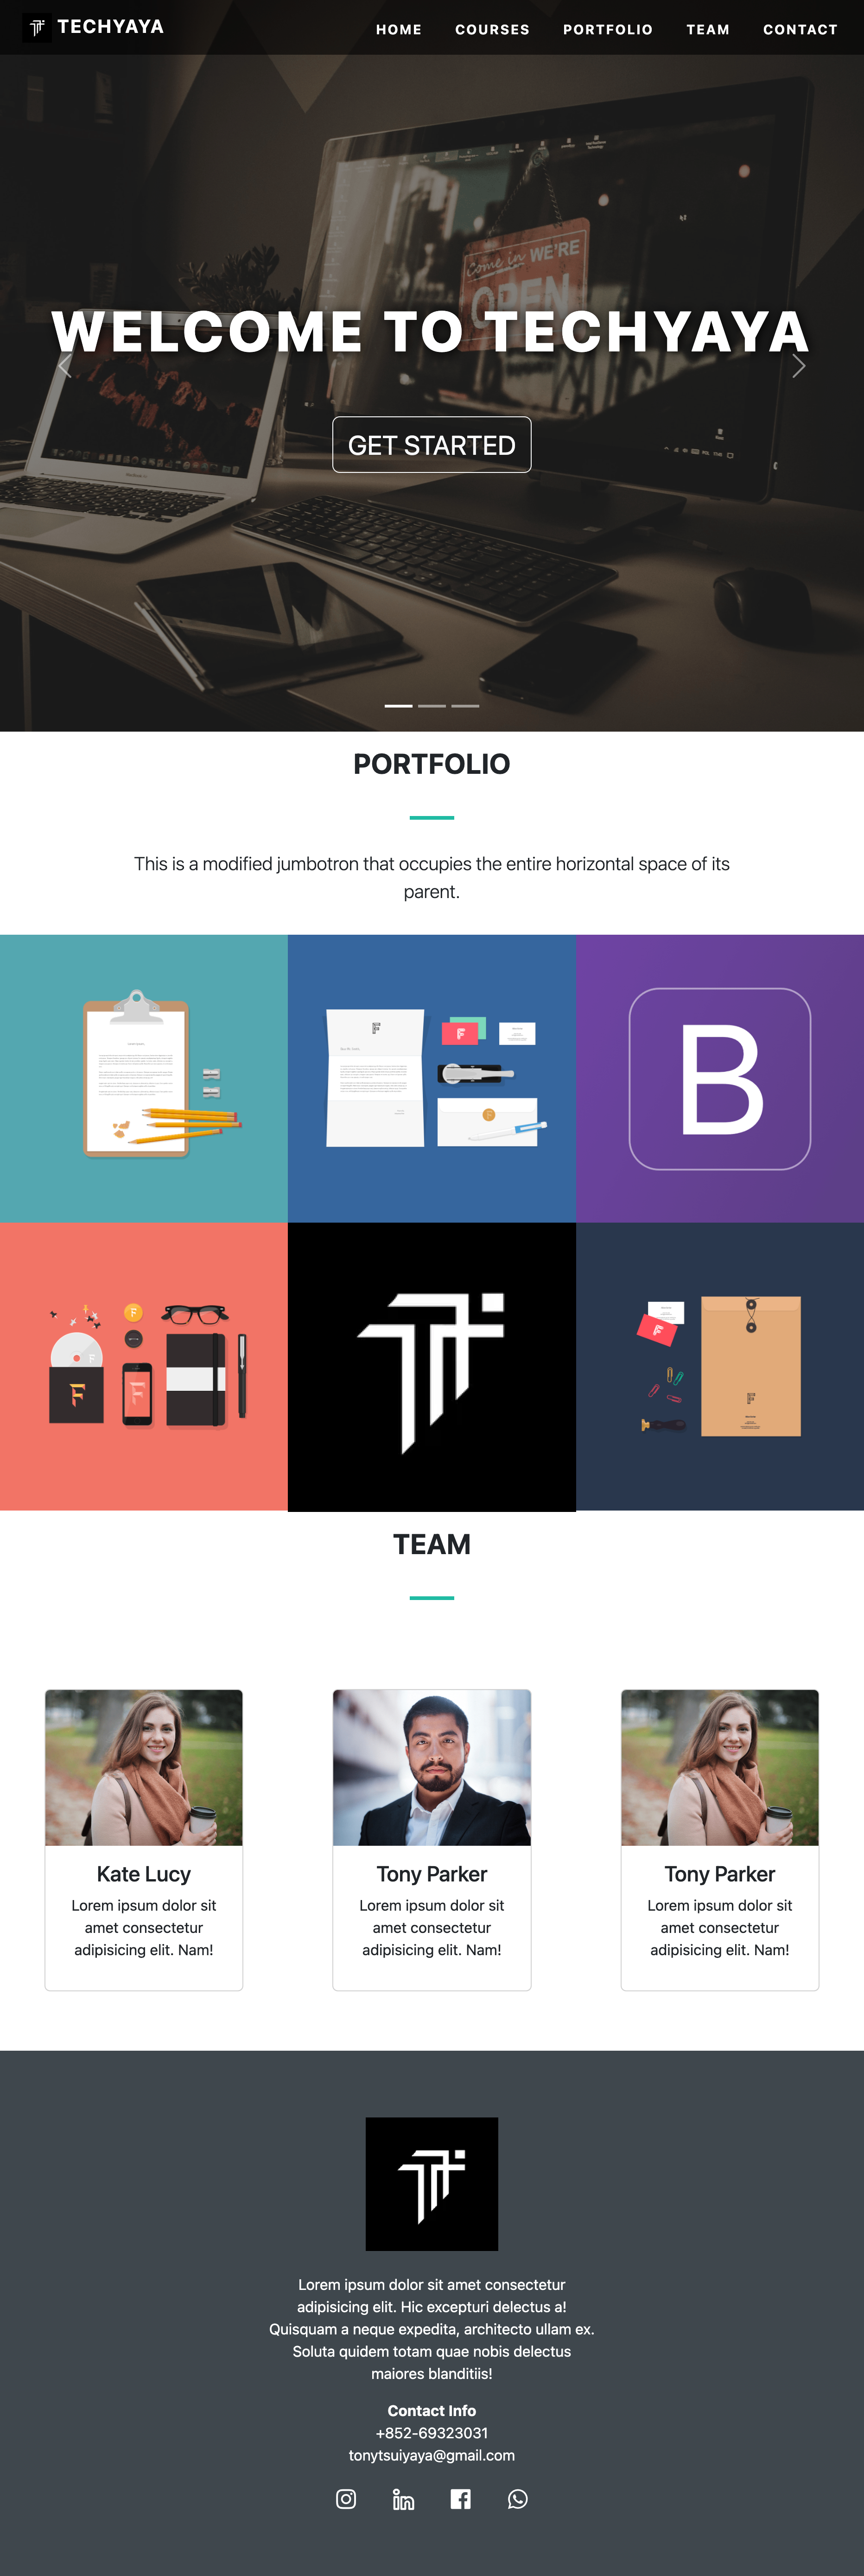 TECHYAYA
HOME COURSES PORTFOLIO TEAM CONTACT
Come in WE'RE
OPEN
WELCOME TO TECHYAYA
GET STARTED
PORTFOLIO
This is a modified jumbotron that occupies the entire horizontal space of its
parent.
F
B
F
F
F
F
F
TEAM
Kate Lucy
Lorem ipsum dolor sit
amet consectetur
adipisicing elit. Nam!
Tony Parker
Lorem ipsum dolor sit
amet consectetur
adipisicing elit. Nam!
Tony Parker
Lorem ipsum dolor sit
amet consectetur
adipisicing elit. Nam!
Lorem ipsum dolor sit amet consectetur
adipisicing elit. Hic excepturi delectus a!
Quisquam a neque expedita, architecto ullam ex.
Soluta quidem totam quae nobis delectus
maiores blanditiis!
Contact Info
+852-69323031
tonytsuiyaya@gmail.com